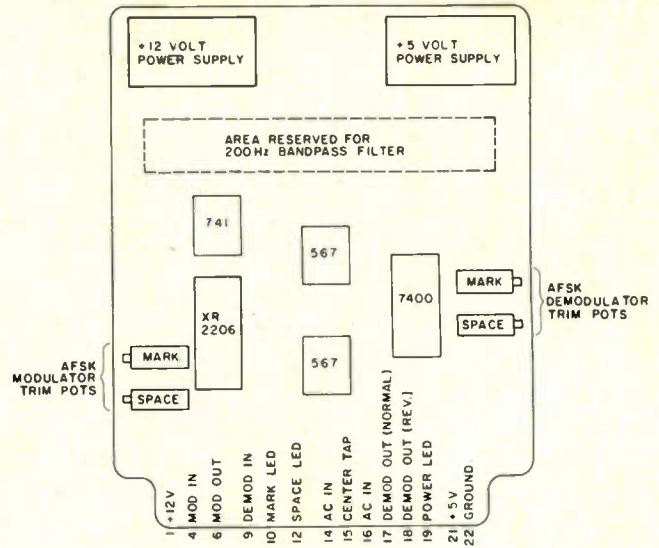 +12 VOLT
POWER SUPPLY
+5 VOLT
POWER SUPPLY
AREA RESERVED FOR
200Hz BANDPASS FILTER
741
567
XR
2206
7400
MARK
SPACE
AFSK
DEMODULATOR
TRIM POTS
567
AFSK
MODULATOR
TRIM POTS
MARK
SPACE
1 +12V
4 MOD IN
6 MOD OUT
9 DEMOD IN
10 MARK LED
12 SPACE LED
14 AC IN
15 CENTER TAP
16 AC IN
17 DEMOD OUT (NORMAL)
18 DEMOD OUT (REV.)
19 POWER LED
21 +5V
22 GROUND